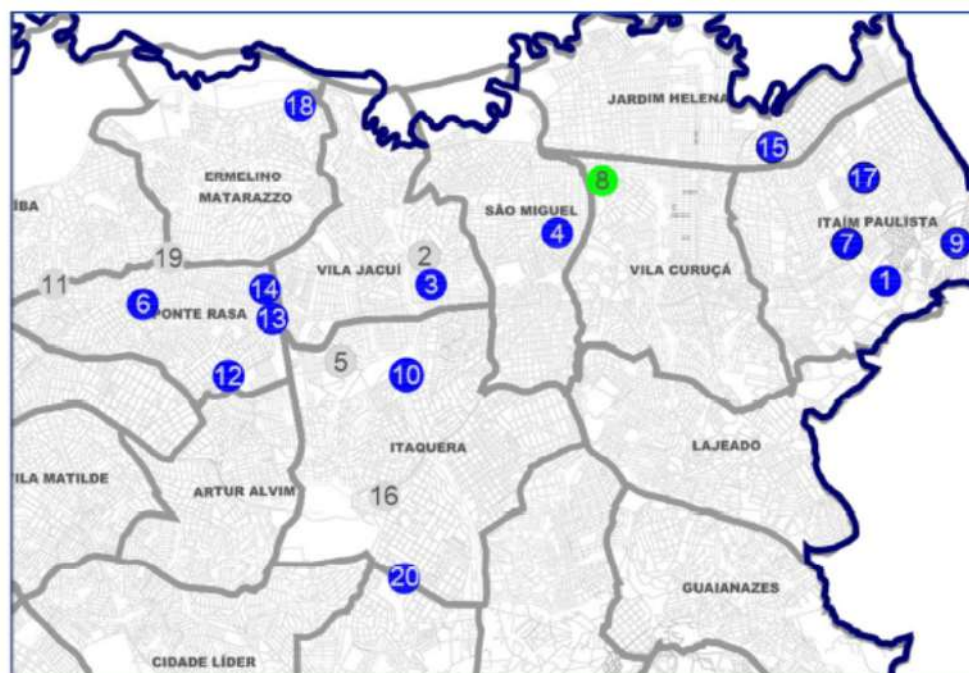 JARDIM HELENA
18
15
ERMELINO
MATARAZZO
8
17
ÍBA
SÃO MIGUEL
4
ITAÍM PAULISTA
7
9
19
2
VILA JACUÍ
VILA CURUÇÁ
11
14
3
1
6
PONTE RASA
13
5
12
10
ITAQUERA
LAJEADO
VILA MATILDE
ARTUR ALVIM
16
20
GUAIANAZES
CIDADE LÍDER